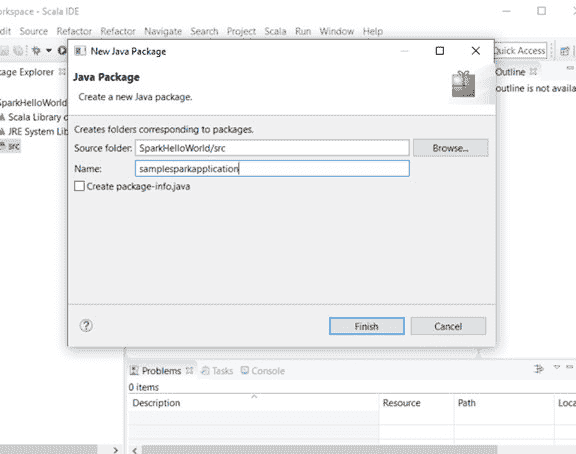 orkspace - Scala IDE
dit Source Refactor Refactor Navigate Search Project Scala Run Window Help
Quick Access
New Java Package
Java Package
Create a new Java package.
Creates folders corresponding to packages.
Source folder: SparkHelloWorld/src Browse...
Name: samplesparkapplication
Create package-info.java
Finish Cancel
age Explorer
SparkHelloWorld
Scala Library o
JRE System Lib
src
Outline
outline is not availa
Problems Tasks Console
0 items
Description Resource Path Loca